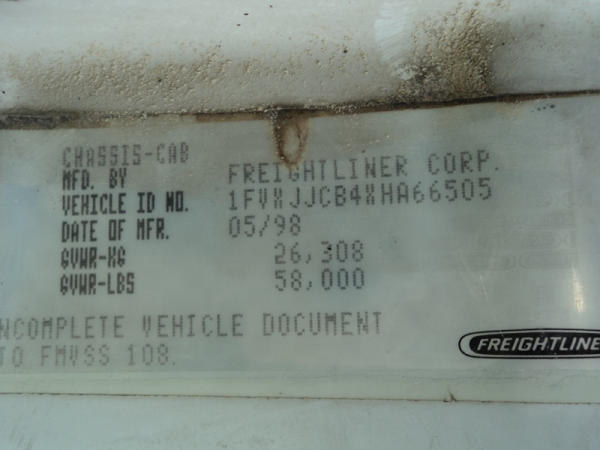 CHASSIS-CAB
MFD. BY FREIGHTLINER CORP.
VEHICLE ID NO. 1FVXJJCB4XHA66505
DATE OF MFR. 05/98
GVWR-KG 26,308
GVWR-LBS 58,000
NCOMPLETE VEHICLE DOCUMENT
TO FMVSS 108.
FREIGHTLINE